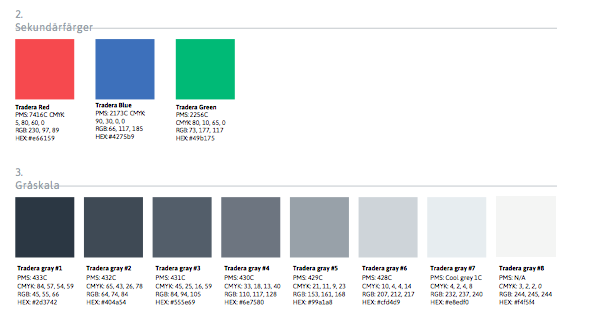 2.
Sekundärfärger
Tradera Red
PMS:7416C CMYK:
5, 80, 60, 0
RGB: 230, 97, 89
HEX:#e66159
Tradera Blue
PMS: 2173C CMYK:
90, 30, 0, 0
RGB:66, 117, 185
HEX:#4275b9
Tradera Green
PMS: 2256C
CMYK: 80, 10, 65, 0
RGB: 73, 177, 117
HEX:#49b175
3.
Gråskala
Tradera gray #1
PMS: 433C
CMYK: 84, 57, 54, 59
RGB: 45, 55, 66
HEX: #2d3742
Tradera gray #2
PMS: 432C
CMYK: 65, 43, 26, 78
RGB: 64, 74, 84
HEX: #404a54
Tradera gray #3
PMS: 431C
CMYK: 45, 25, 16, 59
RGB: 84, 94, 105
HEX: #555e69
Tradera gray #4
PMS: 430C
CMYK: 33, 18, 13, 40
RGB: 110, 117, 128
HEX: #6e7580
Tradera gray #5
PMS: 429C
CMYK: 21, 11, 9, 23
RGB: 153, 161, 168
HEX: #99a1a8
Tradera gray #6
PMS: 428C
CMYK: 10, 4, 4, 14
RGB: 207, 212, 217
HEX: #cfd4d9
Tradera gray #7
PMS: Cool grey 1C
CMYK: 4, 2, 4, 8
RGB: 232, 237, 240
HEX: #e8edf0
Tradera gray #8
PMS: N/A
CMYK: 3, 2, 2, 0
RGB: 244, 245, 244
HEX: #f4f5f4